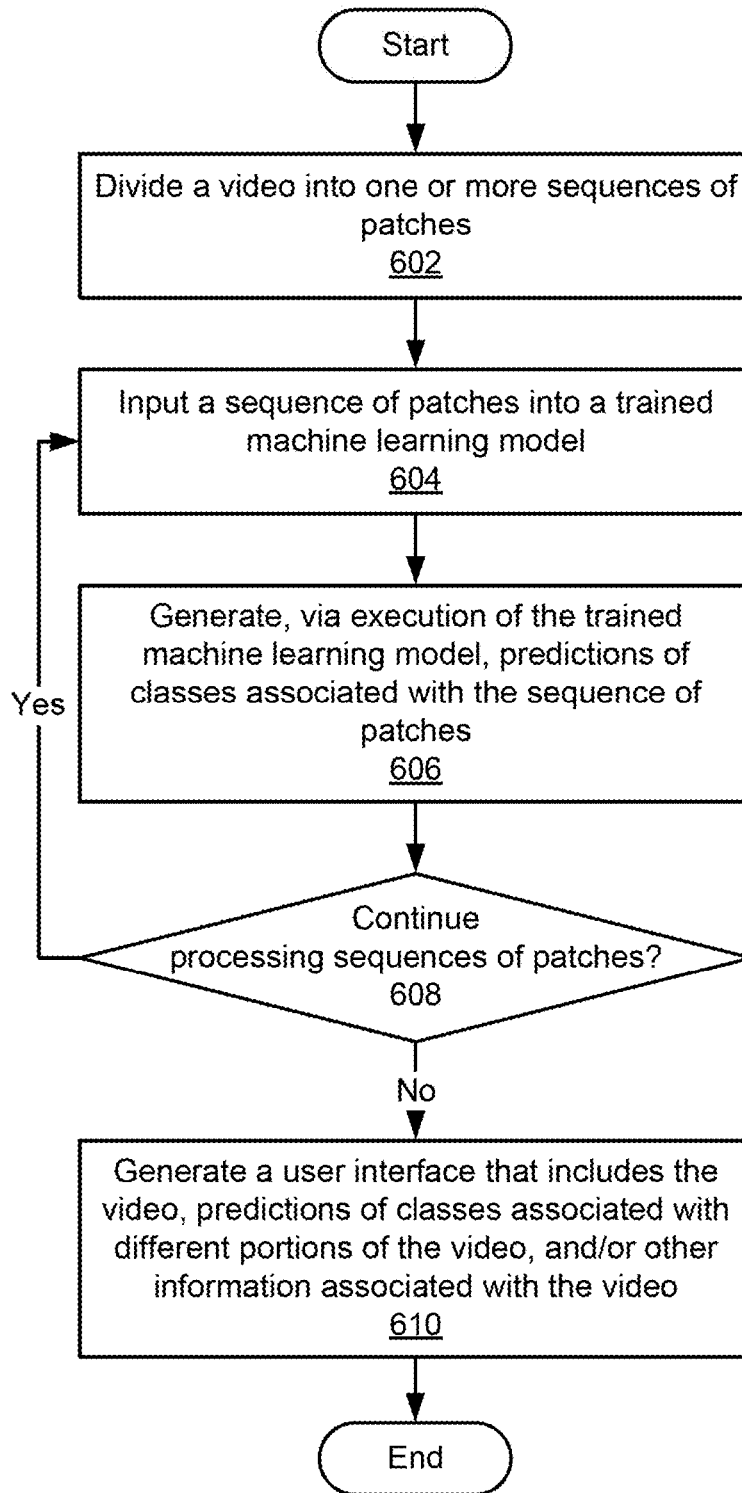 Start
Divide a video into one or more sequences of
patches
602
Input a sequence of patches into a trained
machine learning model
604
Generate, via execution of the trained
machine learning model, predictions of
classes associated with the sequence of
patches
606
Yes
Continue
processing sequences of patches?
608
No
Generate a user interface that includes the
video, predictions of classes associated with
different portions of the video, and/or other
information associated with the video
610
End